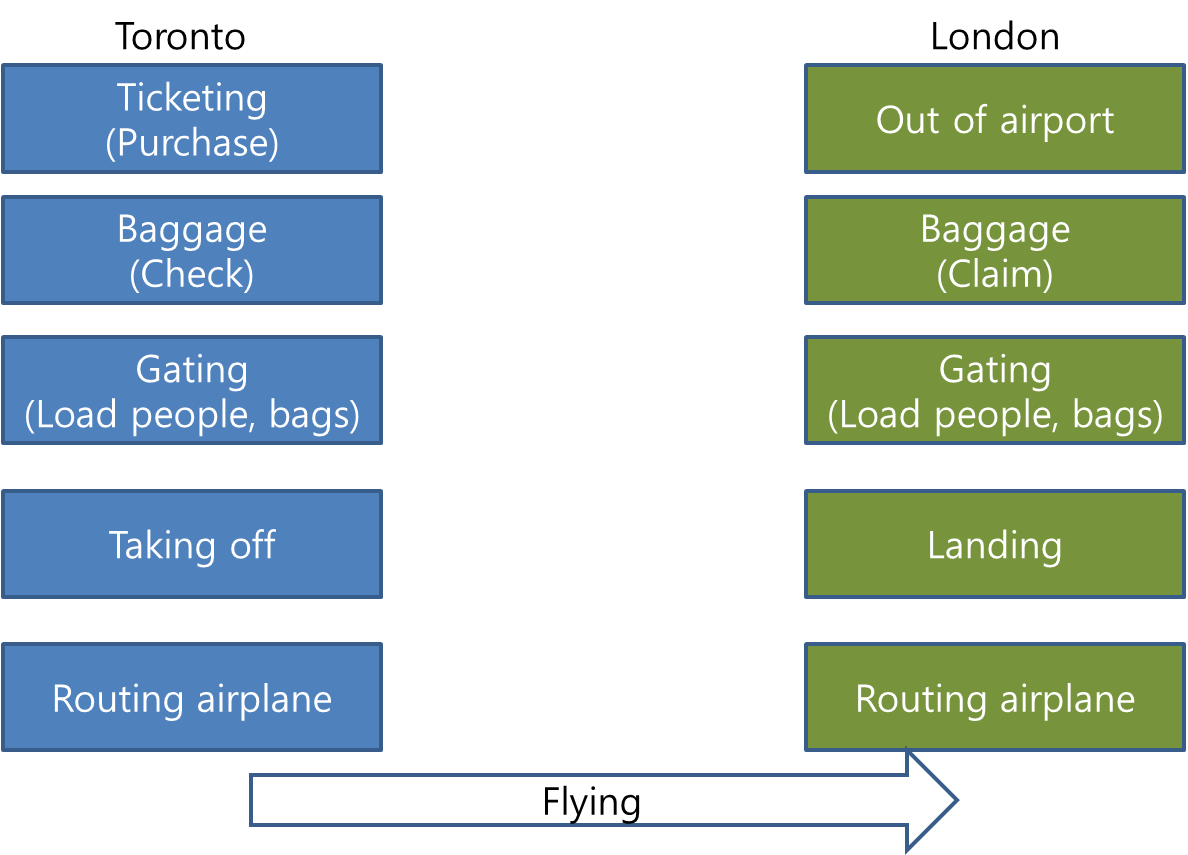 Toronto
London
Ticketing
(Purchase)
Out of airport
Baggage
(Check)
Baggage
(Claim)
Gating
(Load people, bags)
Gating
(Load people, bags)
Taking off
Landing
Routing airplane
Routing airplane
Flying